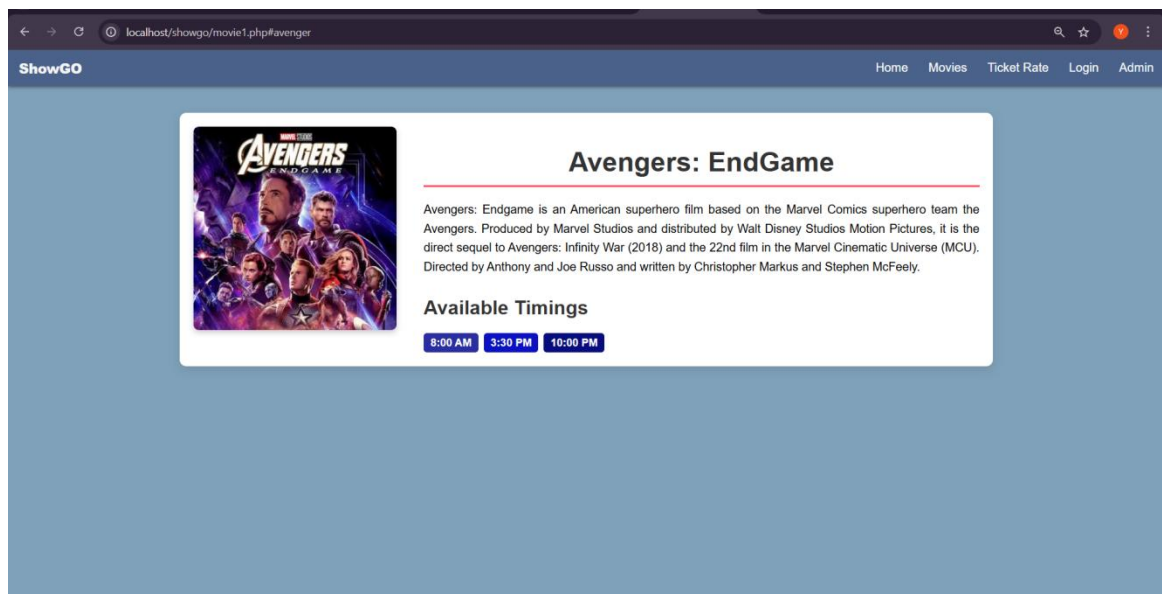 localhost/showgo/movie1.php#avenger
Y
ShowGO
Home Movies Ticket Rate Login Admin
MARVEL STUDIOS
AVENGERS
ENDGAME
Avengers: EndGame
Avengers: Endgame is an American superhero film based on the Marvel Comics superhero team the
Avengers. Produced by Marvel Studios and distributed by Walt Disney Studios Motion Pictures, it is the
direct sequel to Avengers: Infinity War (2018) and the 22nd film in the Marvel Cinematic Universe (MCU).
Directed by Anthony and Joe Russo and written by Christopher Markus and Stephen McFeely.
Available Timings
8:00 AM 3:30 PM 10:00 PM